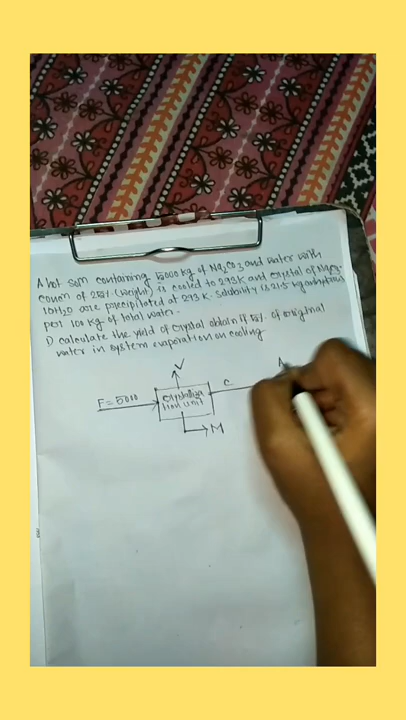 A hot soln containing 5000 kg of Na2CO3 and water with
concn of 25% (weight) is cooled to 293K and crystal of Na2CO3.
10H2O are precipitated at 293 K. solubility is 21.5 kg anhydrous
per 100 kg of total water.
1) calculate the yield of crystal obtain if 5%. of original
water in system evaporation on cooling
V
F = 5000
crystalliza
tion unit
C
M